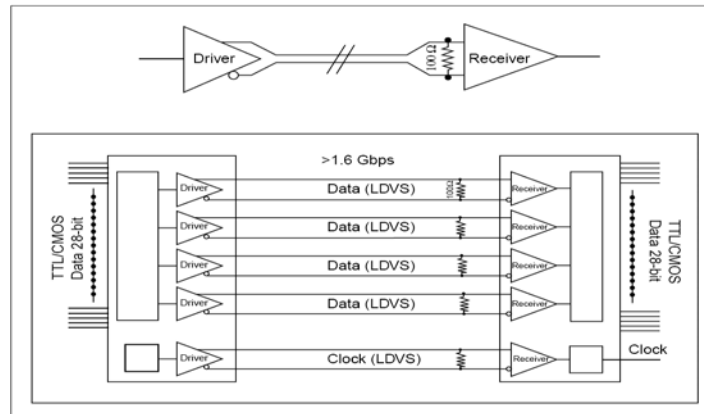 Driver
100 Ω
Receiver
>1.6 Gbps
TTL/CMOS
Data 28-bit
Driver
Data (LDVS)
100Ω
Receiver
Driver
Data (LDVS)
Receiver
Driver
Data (LDVS)
Receiver
Driver
Data (LDVS)
Receiver
TTL/CMOS
Data 28-bit
Driver
Clock (LDVS)
Receiver
Clock